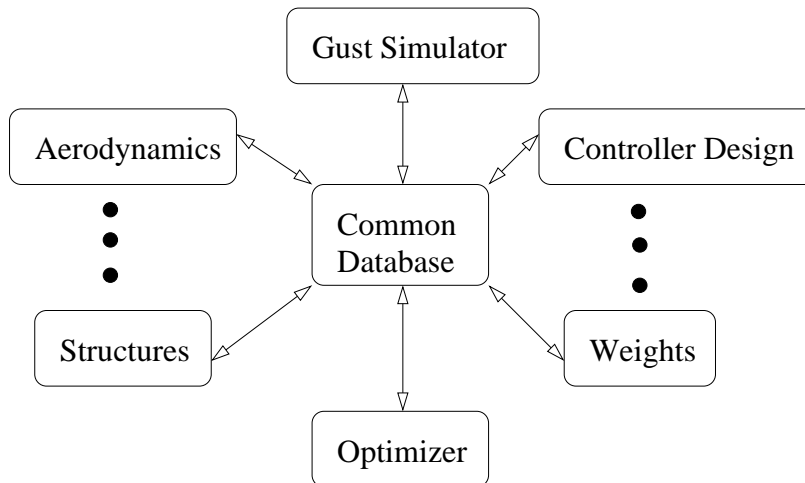 Gust Simulator
Aerodynamics
Controller Design
Common
Database
Structures
Weights
Optimizer